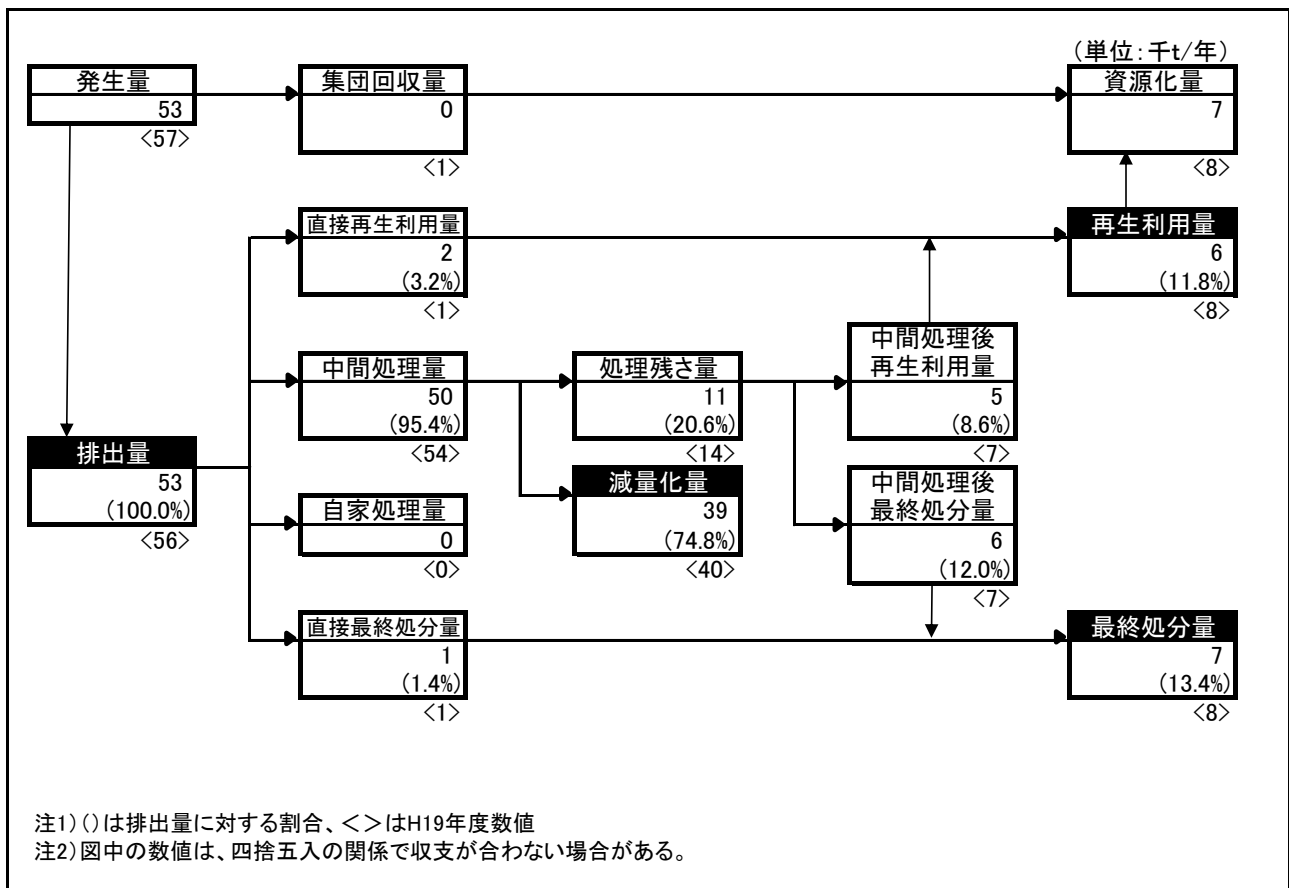 (単位:千t/年)
発生量
53
<57>
集団回収量
0
<1>
資源化量
7
<8>
直接再生利用量
2
(3.2%)
<1>
再生利用量
6
(11.8%)
<8>
中間処理量
50
(95.4%)
<54>
処理残さ量
11
(20.6%)
<14>
中間処理後
再生利用量
5
(8.6%)
<7>
排出量
53
(100.0%)
<56>
自家処理量
0
<0>
減量化量
39
(74.8%)
<40>
中間処理後
最終処分量
6
(12.0%)
<7>
直接最終処分量
1
(1.4%)
<1>
最終処分量
7
(13.4%)
<8>
注1)()は排出量に対する割合、<>はH19年度数値
注2)図中の数値は、四捨五入の関係で収支が合わない場合がある。